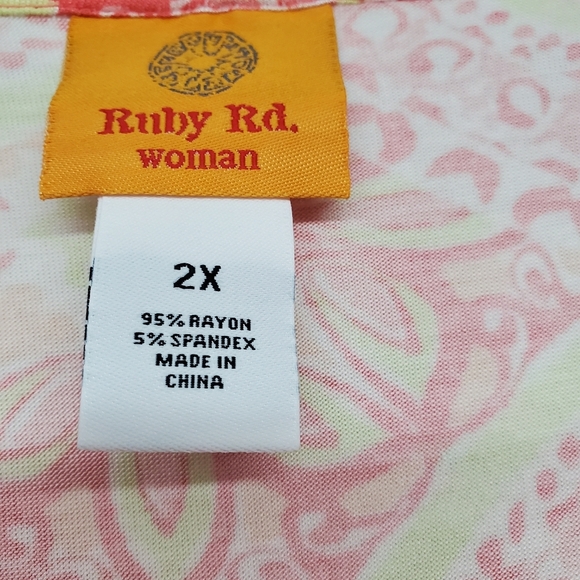 Ruby Rd.
woman
2X
95% RAYON
5% SPANDEX
MADE IN
CHINA